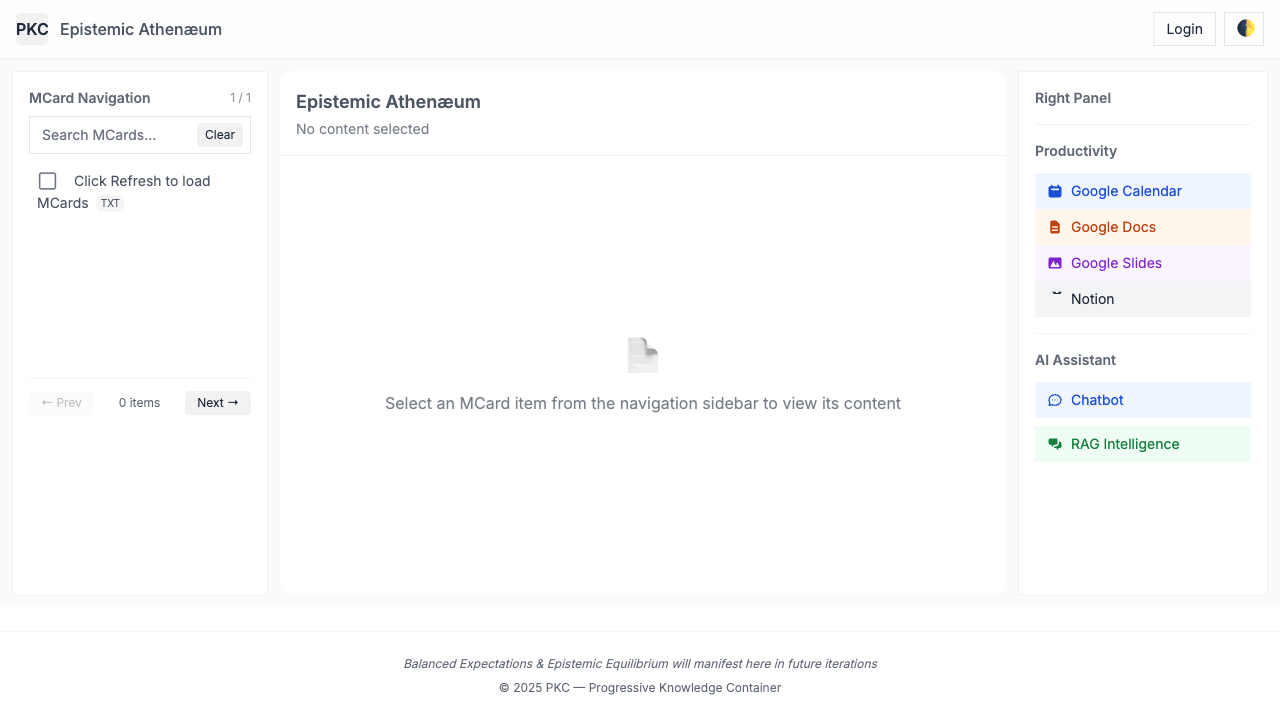 PKC Epistemic Athenæum
Login
MCard Navigation
1 / 1
Search MCards...
Clear
Click Refresh to load
MCards TXT
← Prev
0 items
Next →
Epistemic Athenæum
No content selected
Select an MCard item from the navigation sidebar to view its content
Right Panel
Productivity
Google Calendar
Google Docs
Google Slides
Notion
AI Assistant
Chatbot
RAG Intelligence
Balanced Expectations & Epistemic Equilibrium will manifest here in future iterations
© 2025 PKC — Progressive Knowledge Container